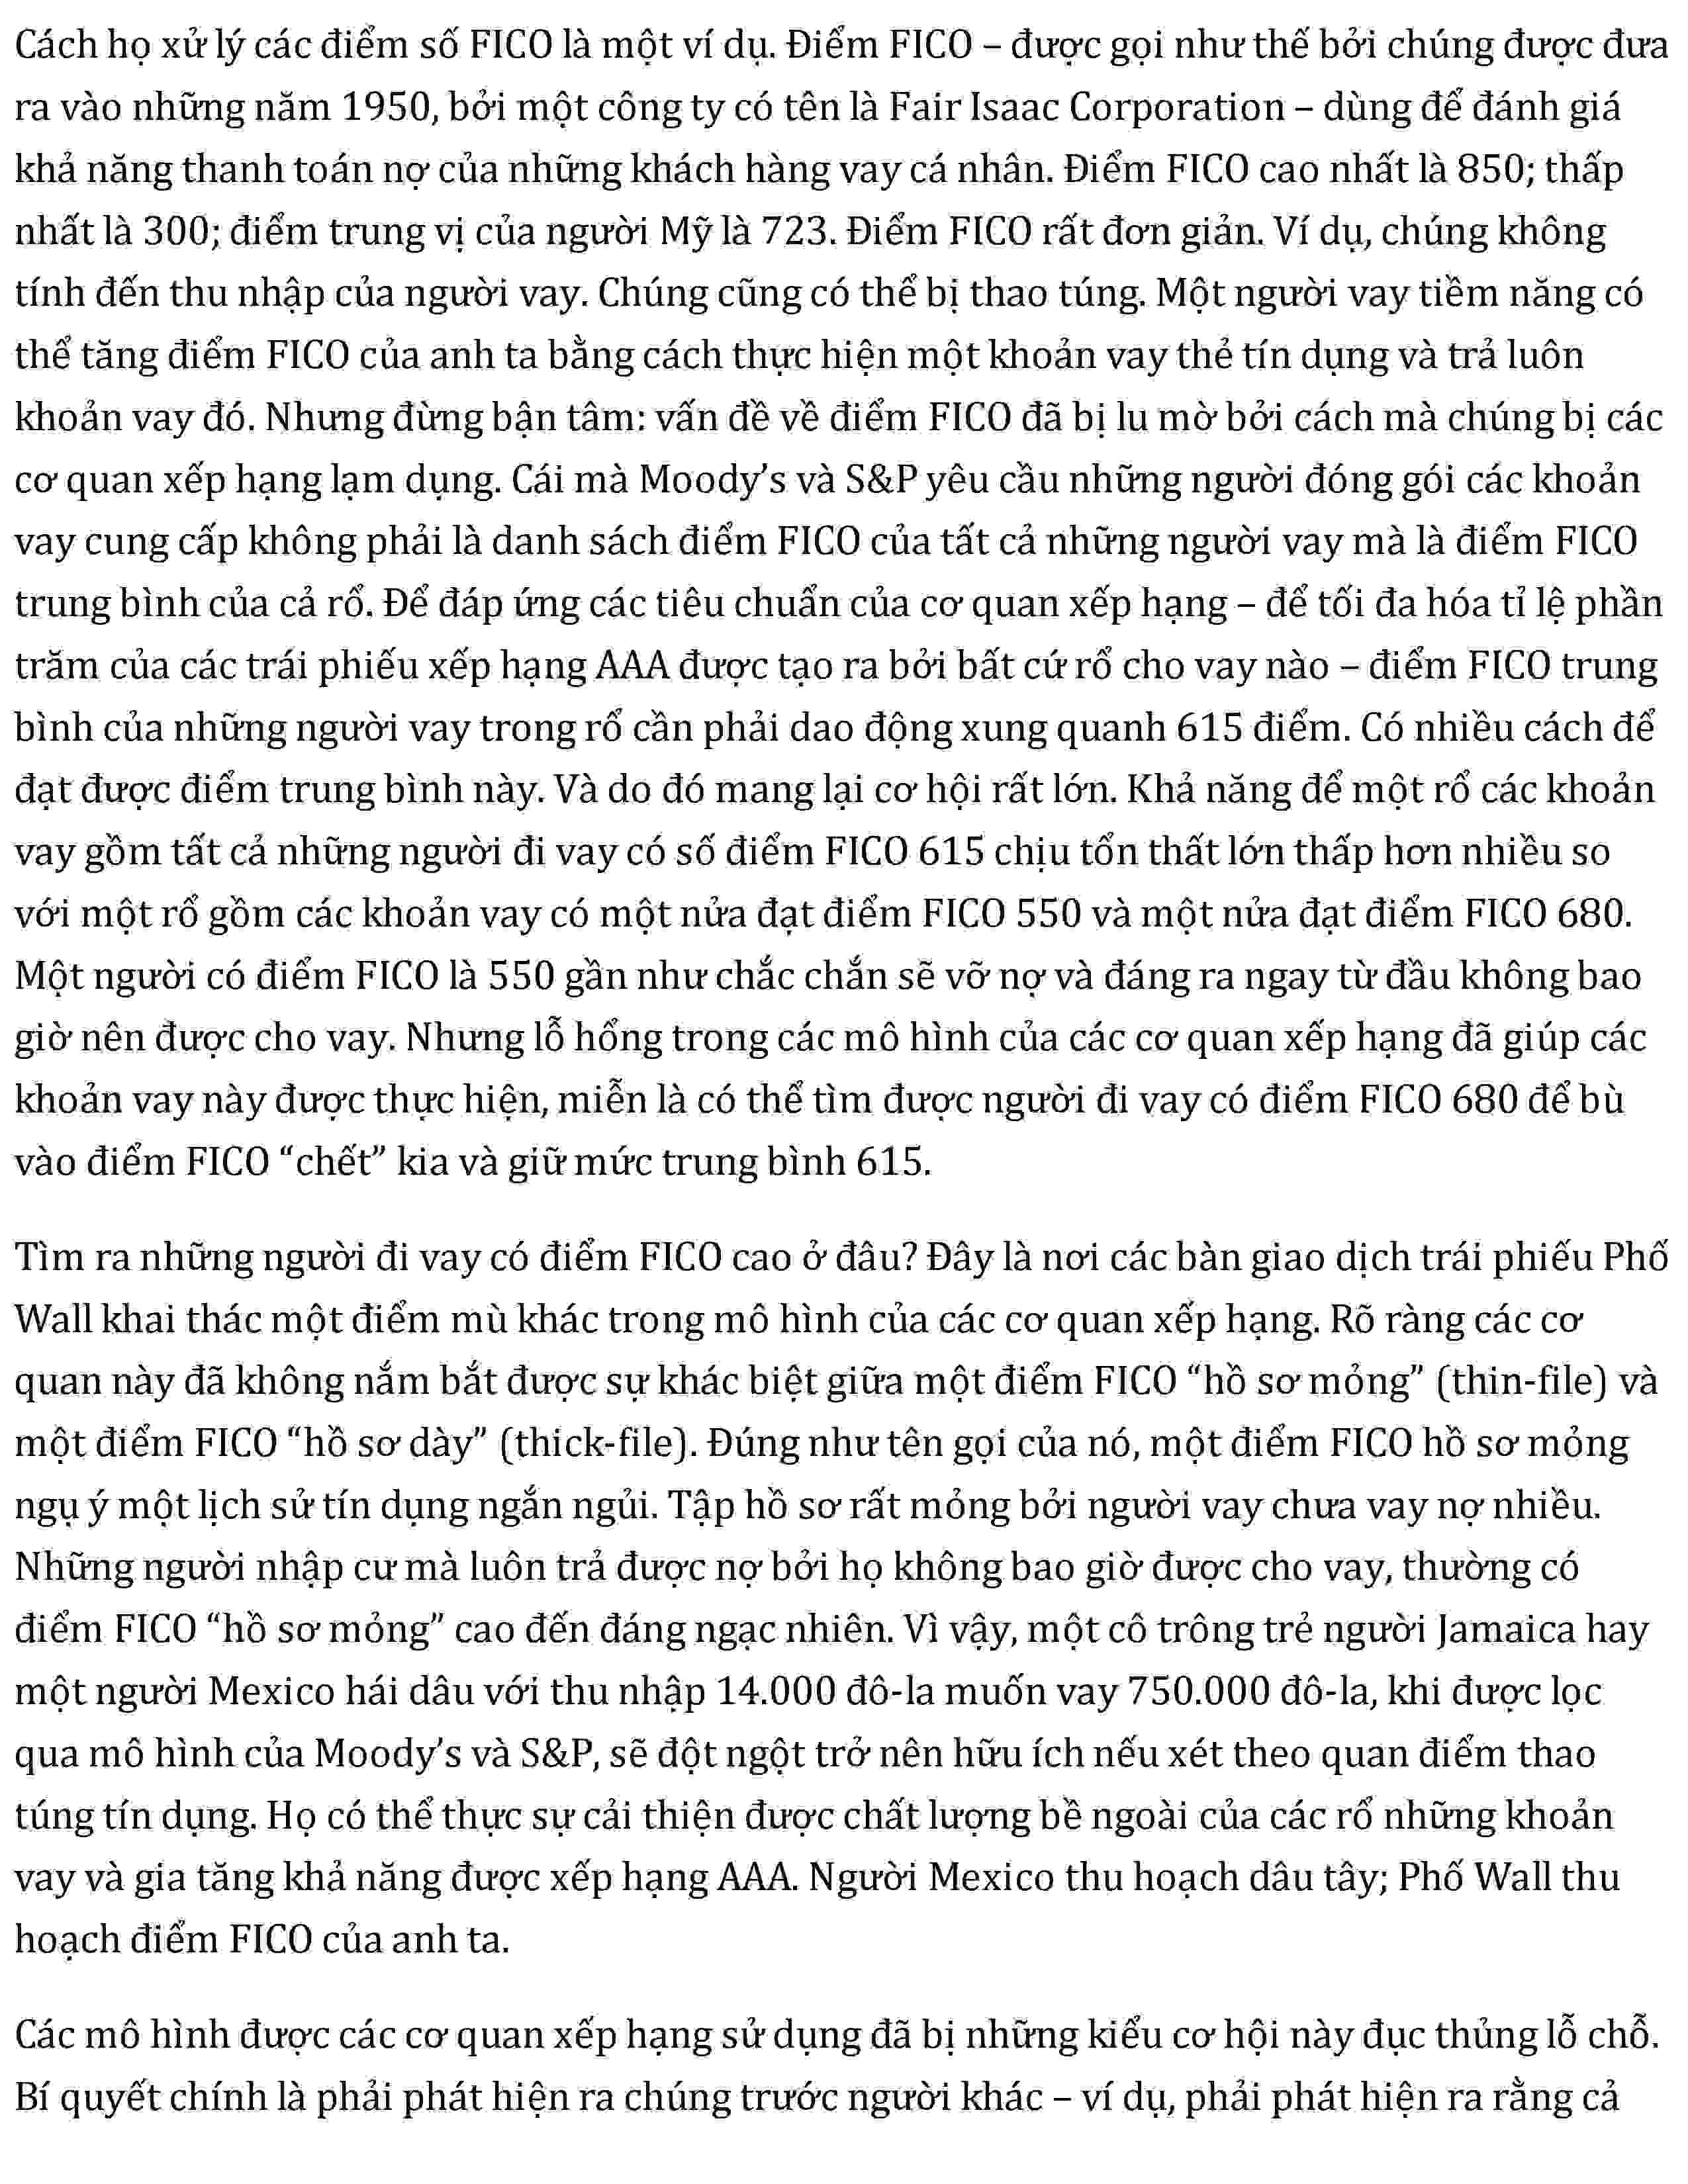 Cách họ xử lý các điểm số FICO là một ví dụ. Điểm FICO – được gọi như thế bởi chúng được đưa
ra vào những năm 1950, bởi một công ty có tên là Fair Isaac Corporation – dùng để đánh giá
khả năng thanh toán nợ của những khách hàng vay cá nhân. Điểm FICO cao nhất là 850; thấp
nhất là 300; điểm trung vị của người Mỹ là 723. Điểm FICO rất đơn giản. Ví dụ, chúng không
tính đến thu nhập của người vay. Chúng cũng có thể bị thao túng. Một người vay tiềm năng có
thể tăng điểm FICO của anh ta bằng cách thực hiện một khoản vay thẻ tín dụng và trả luôn
khoản vay đó. Nhưng đừng bận tâm: vấn đề về điểm FICO đã bị lu mờ bởi cách mà chúng bị các
cơ quan xếp hạng lạm dụng. Cái mà Moody’s và S&P yêu cầu những người đóng gói các khoản
vay cung cấp không phải là danh sách điểm FICO của tất cả những người vay mà là điểm FICO
trung bình của cả rổ. Để đáp ứng các tiêu chuẩn của cơ quan xếp hạng – để tối đa hóa tỉ lệ phần
trăm của các trái phiếu xếp hạng AAA được tạo ra bởi bất cứ rổ cho vay nào – điểm FICO trung
bình của những người vay trong rổ cần phải dao động xung quanh 615 điểm. Có nhiều cách để
đạt được điểm trung bình này. Và do đó mang lại cơ hội rất lớn. Khả năng để một rổ các khoản
vay gồm tất cả những người đi vay có số điểm FICO 615 chịu tổn thất lớn thấp hơn nhiều so
với một rổ gồm các khoản vay có một nửa đạt điểm FICO 550 và một nửa đạt điểm FICO 680.
Một người có điểm FICO là 550 gần như chắc chắn sẽ vỡ nợ và đáng ra ngay từ đầu không bao
giờ nên được cho vay. Nhưng lỗ hổng trong các mô hình của các cơ quan xếp hạng đã giúp các
khoản vay này được thực hiện, miễn là có thể tìm được người đi vay có điểm FICO 680 để bù
vào điểm FICO “chết” kia và giữ mức trung bình 615.
Tìm ra những người đi vay có điểm FICO cao ở đâu? Đây là nơi các bàn giao dịch trái phiếu Phố
Wall khai thác một điểm mù khác trong mô hình của các cơ quan xếp hạng. Rõ ràng các cơ
quan này đã không nắm bắt được sự khác biệt giữa một điểm FICO “hồ sơ mỏng” (thin-file) và
một điểm FICO “hồ sơ dày” (thick-file). Đúng như tên gọi của nó, một điểm FICO hồ sơ mỏng
ngụ ý một lịch sử tín dụng ngắn ngủi. Tập hồ sơ rất mỏng bởi người vay chưa vay nợ nhiều.
Những người nhập cư mà luôn trả được nợ bởi họ không bao giờ được cho vay, thường có
điểm FICO “hồ sơ mỏng” cao đến đáng ngạc nhiên. Vì vậy, một cô trông trẻ người Jamaica hay
một người Mexico hái dâu với thu nhập 14.000 đô-la muốn vay 750.000 đô-la, khi được lọc
qua mô hình của Moody’s và S&P, sẽ đột ngột trở nên hữu ích nếu xét theo quan điểm thao
túng tín dụng. Họ có thể thực sự cải thiện được chất lượng bề ngoài của các rổ những khoản
vay và gia tăng khả năng được xếp hạng AAA. Người Mexico thu hoạch dâu tây; Phố Wall thu
hoạch điểm FICO của anh ta.
Các mô hình được các cơ quan xếp hạng sử dụng đã bị những kiểu cơ hội này đục thủng lỗ chỗ.
Bí quyết chính là phải phát hiện ra chúng trước người khác – ví dụ, phải phát hiện ra rằng cả